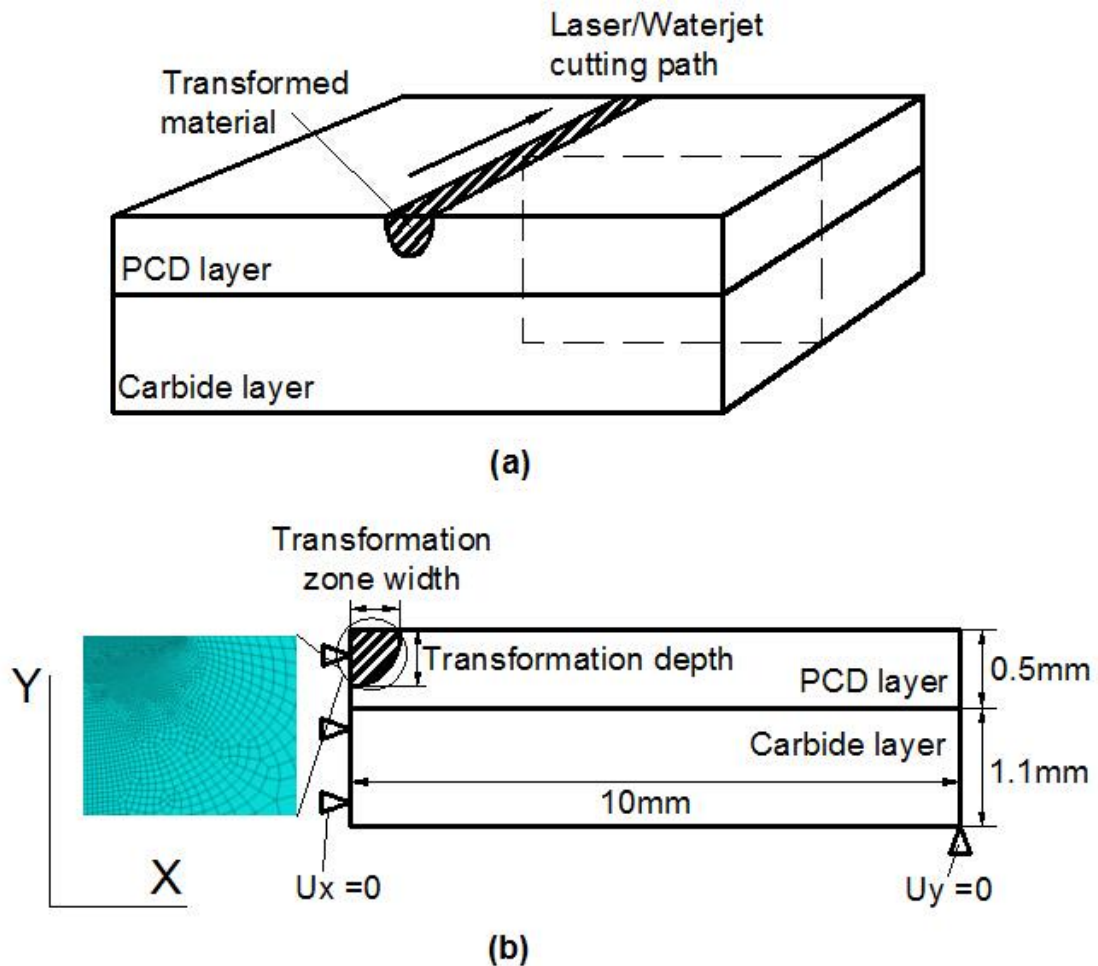 Laser/Waterjet
cutting path
Transformed
material
PCD layer
Carbide layer
(a)
Transformation
zone width
Transformation depth
PCD layer
0.5mm
Y
Carbide layer
1.1mm
10mm
X
Ux =0
Uy =0
(b)